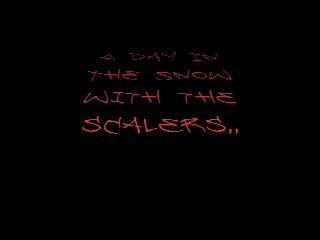 A DAY IN
THE SNOW
WITH THE
SCALERS..